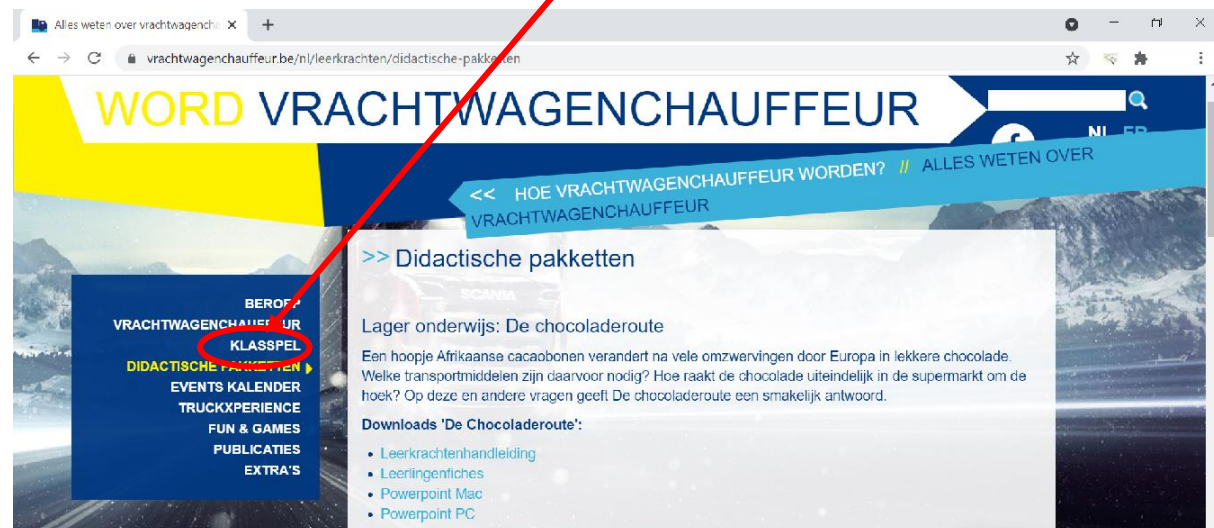 Alles weten over vrachtwagenche
vrachtwagenchauffeur.be/nl/leerkrachten/didactische-pakketten
WORD VRACHTWAGENCHAUFFEUR
NL FR
<< HOE VRACHTWAGENCHAUFFEUR WORDEN? // ALLES WETEN OVER
VRACHTWAGENCHAUFFEUR
>> Didactische pakketten
SCANIA
BEROEP
VRACHTWAGENCHAUFFEUR
KLASSPEL
DIDACTISCHE PAKKETTEN
EVENTS KALENDER
TRUCKXPERIENCE
FUN & GAMES
PUBLICATIES
EXTRA'S
Lager onderwijs: De chocoladeroute
Een hoopje Afrikaanse cacaobonen verandert na vele omzwervingen door Europa in lekkere chocolade.
Welke transportmiddelen zijn daarvoor nodig? Hoe raakt de chocolade uiteindelijk in de supermarkt om de
hoek? Op deze en andere vragen geeft De chocoladeroute een smakelijk antwoord.
Downloads 'De Chocoladeroute':
• Leerkrachtenhandleiding
• Leerlingenfiches
• Powerpoint Mac
• Powerpoint PC